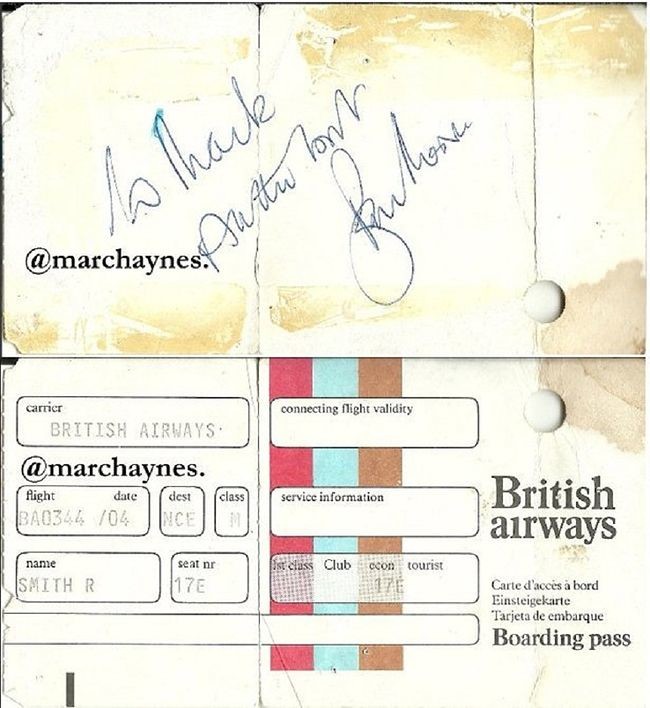 to Mark
@marchaynes.
carrier
BRITISH AIRWAYS
connecting flight validity
@marchaynes.
flight date dest class
BA0344 /04 NCE M
service information
British
airways
name seat nr
SMITH R 17E
1st class Club econ tourist
17E
Carte d'accès à bord
Einsteigekarte
Tarjeta de embarque
Boarding pass